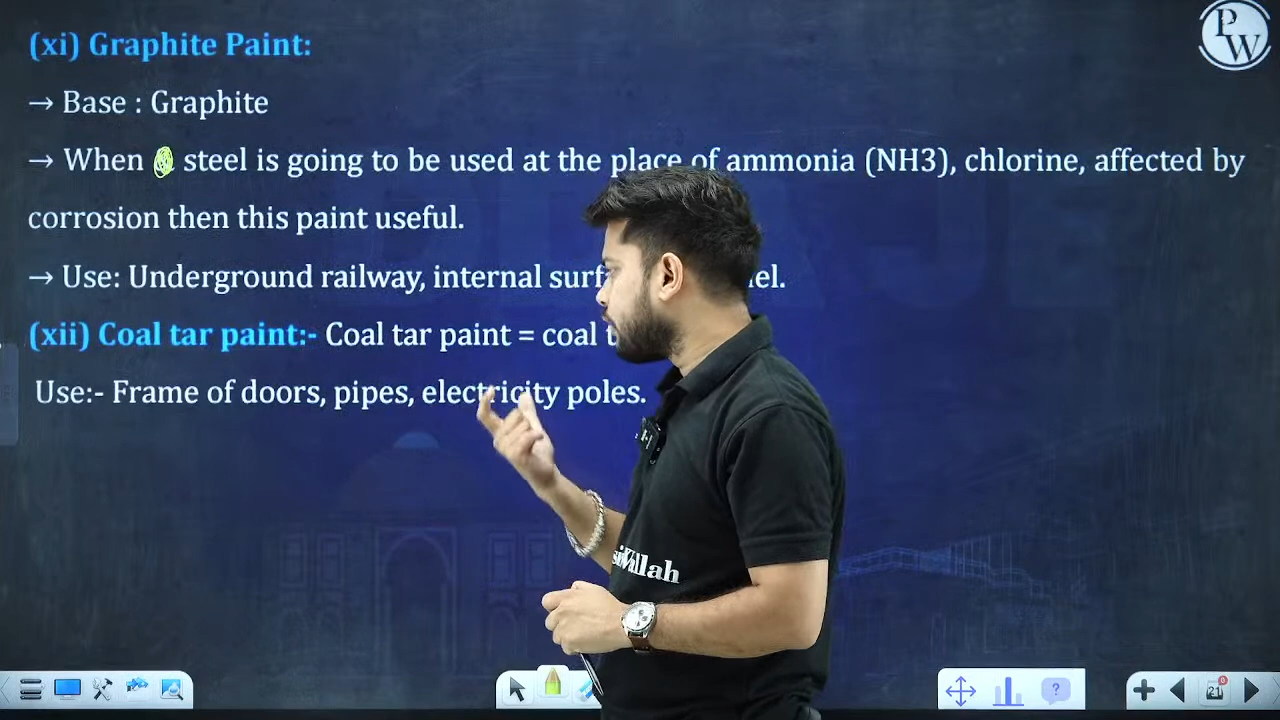 (xi) Graphite Paint:
→ Base : Graphite
→ When steel is going to be used at the place of ammonia (NH3), chlorine, affected by
corrosion then this paint useful.
→ Use: Underground railway, internal
(xii) Coal tar paint:- Coal tar paint = coal
Use:- Frame of doors, pipes, electricity poles.
PW
Wallah
21
0